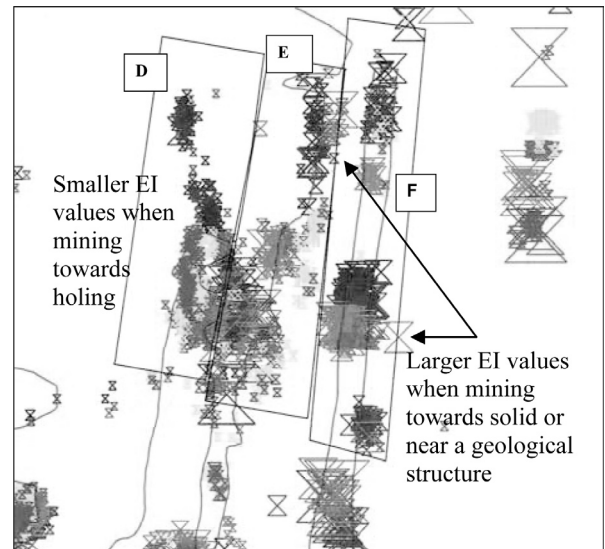 D
E
F
Smaller EI
values when
mining
towards
holing
Larger EI values
when mining
towards solid or
near a geological
structure